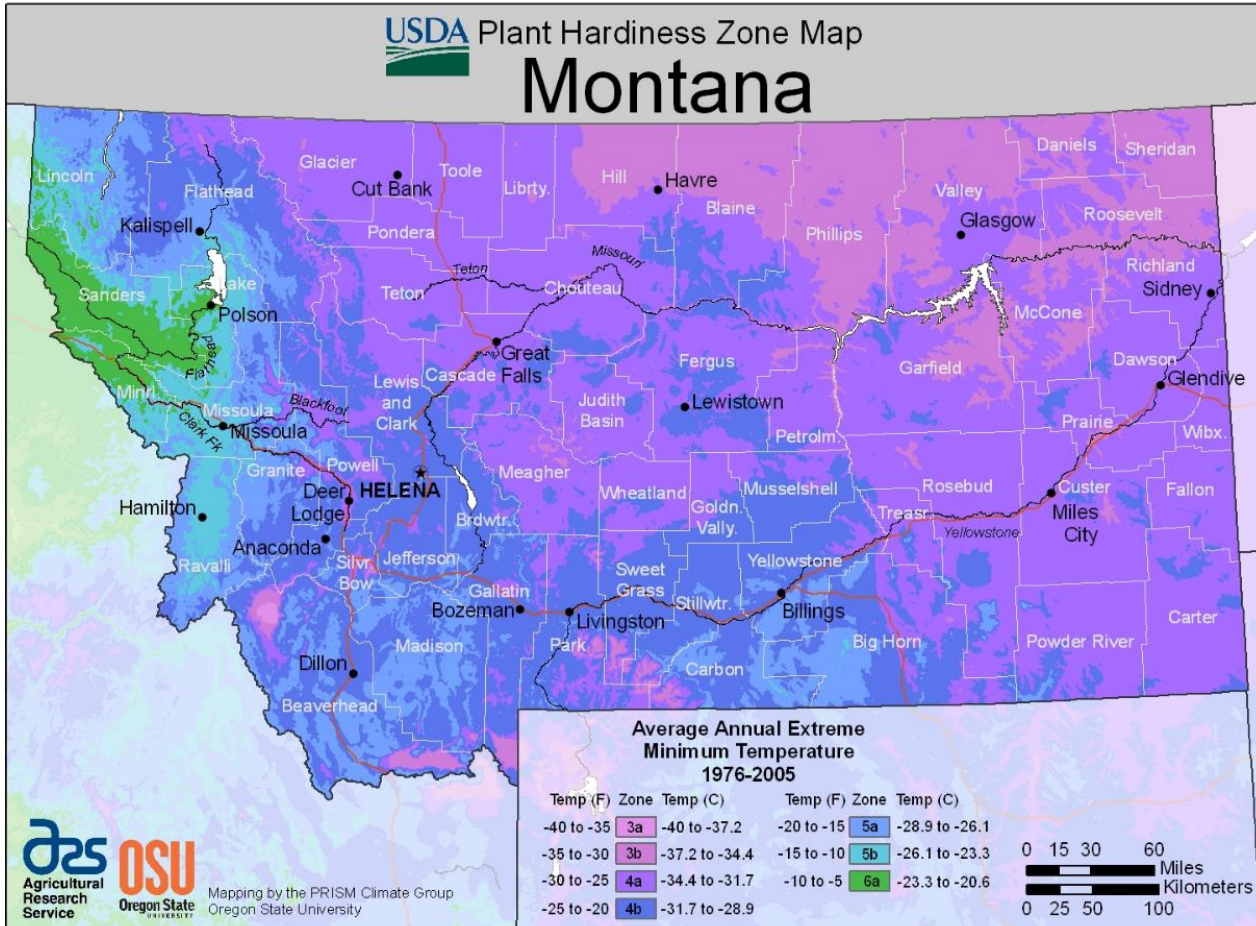 USDA Plant Hardiness Zone Map
Montana
Lincoln
Flathead
Glacier
Cut Bank
Toole
Librty.
Hill
Havre
Blaine
Phillips
Valley
Glasgow
Daniels
Sheridan
Roosevelt
Kalispell
Pondera
Teton
Missouri
Richland
Sidney
Sanders
Lake
Polson
Flathead
Teton
Chouteau
McCone
Great
Falls
Cascade
Fergus
Garfield
Dawson
Glendive
Minrl
Missoula
Blackfoot
Missoula
Clark Fk
Lewis
and
Clark
Judith
Basin
Lewistown
Petrolm.
Prairie
Wibx.
Granite
Powell
HELENA
Meagher
Wheatland
Goldn.
Vally.
Musselshell
Rosebud
Treasr.
Custer
Miles
City
Fallon
Hamilton
Deer
Lodge
Brdwtr.
Yellowstone
Anaconda
Ravalli
Silvr.
Bow
Jefferson
Gallatin
Sweet
Grass
Yellowstone
Bozeman
Livingston
Stillwtr.
Billings
Madison
Park
Carbon
Big Horn
Powder River
Carter
Dillon
Beaverhead
Average Annual Extreme
Minimum Temperature
1976-2005
Temp (F) Zone Temp (C) Temp (F) Zone Temp (C)
-40 to -35 3a -40 to -37.2 -20 to -15 5a -28.9 to -26.1
-35 to -30 3b -37.2 to -34.4 -15 to -10 5b -26.1 to -23.3
-30 to -25 4a -34.4 to -31.7 -10 to -5 6a -23.3 to -20.6
-25 to -20 4b -31.7 to -28.9
0 15 30 60
Miles
Kilometers
0 25 50 100
ars
Agricultural
Research
Service
OSU
Oregon State
UNIVERSITY
Mapping by the PRISM Climate Group
Oregon State University